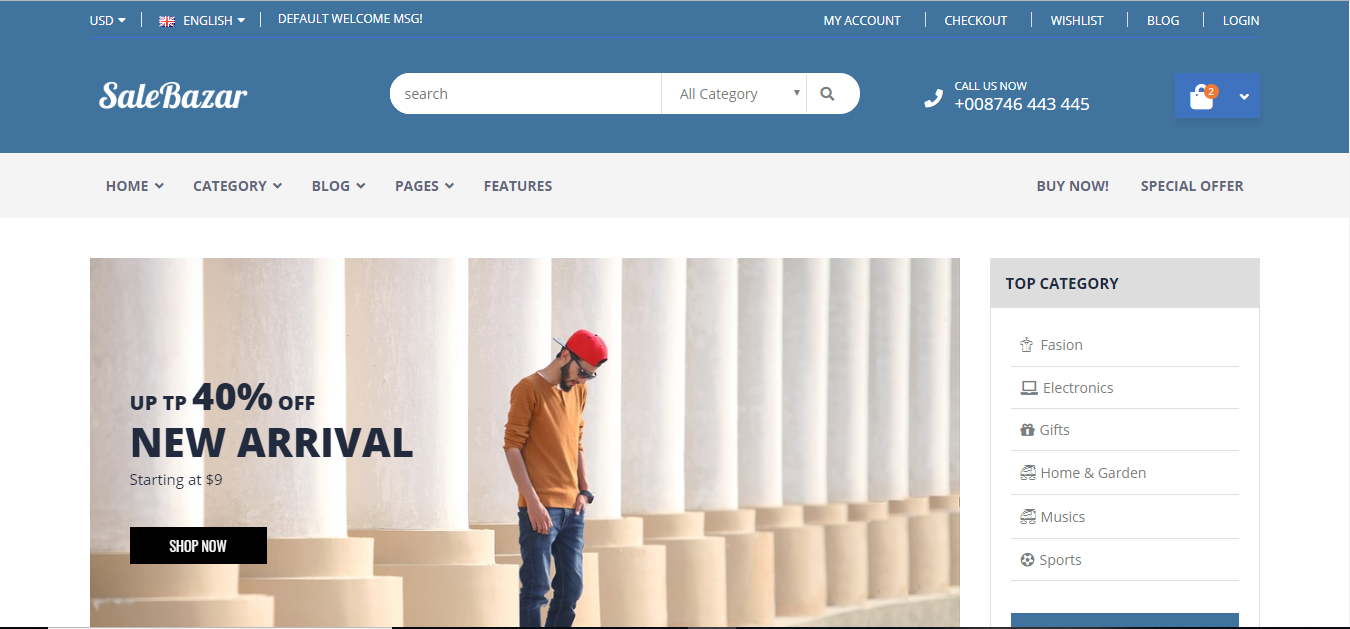 USD ENGLISH DEFAULT WELCOME MSG! MY ACCOUNT CHECKOUT WISHLIST BLOG LOGIN
SaleBazar
search All Category
CALL US NOW
+008746 443 445
2
HOME CATEGORY BLOG PAGES FEATURES BUY NOW! SPECIAL OFFER
UP TP 40% OFF
NEW ARRIVAL
Starting at $9
SHOP NOW
TOP CATEGORY
Fasion
Electronics
Gifts
Home & Garden
Musics
Sports